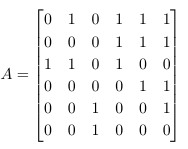 A =
0 1 0 1 1 1
0 0 0 1 1 1
1 1 0 1 0 0
0 0 0 0 1 1
0 0 1 0 0 1
0 0 1 0 0 0